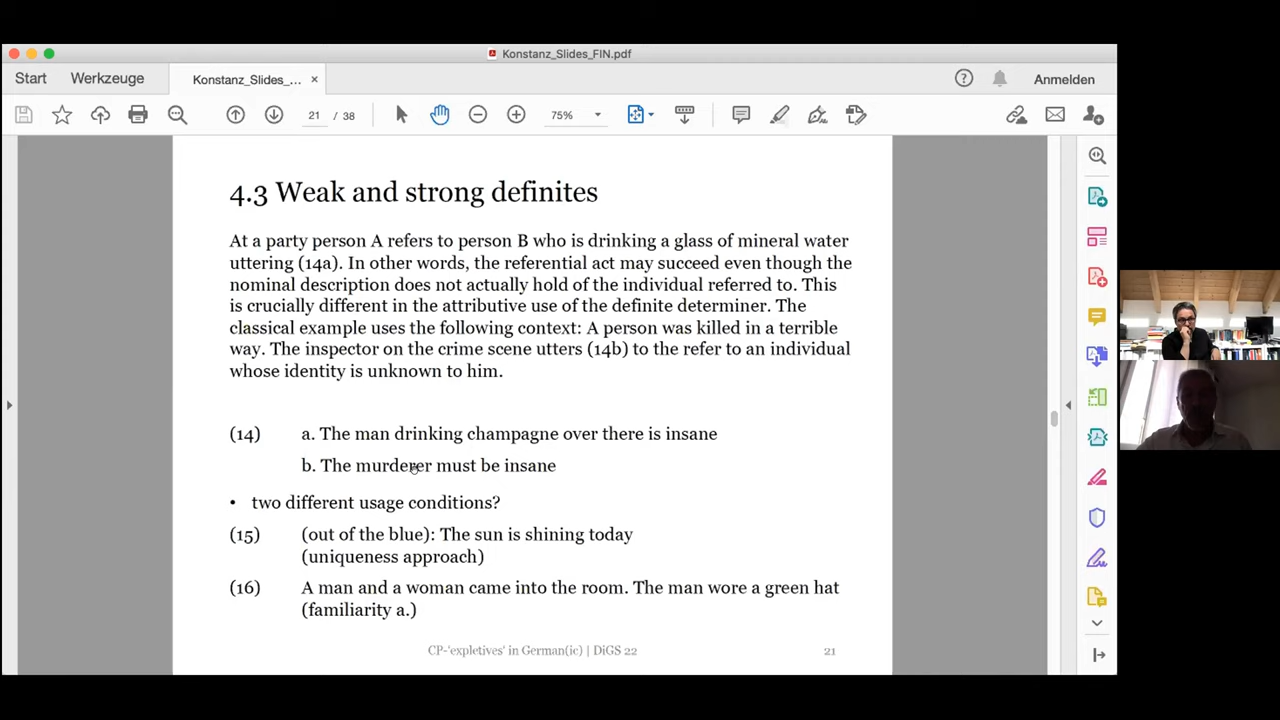 Konstanz_Slides_FIN.pdf
Start Werkzeuge Konstanz_Slides_... × Anmelden
21 / 38 75%
4.3 Weak and strong definites
At a party person A refers to person B who is drinking a glass of mineral water
uttering (14a). In other words, the referential act may succeed even though the
nominal description does not actually hold of the individual referred to. This
is crucially different in the attributive use of the definite determiner. The
classical example uses the following context: A person was killed in a terrible
way. The inspector on the crime scene utters (14b) to the refer to an individual
whose identity is unknown to him.
(14) a. The man drinking champagne over there is insane
b. The murderer must be insane
• two different usage conditions?
(15) (out of the blue): The sun is shining today
(uniqueness approach)
(16) A man and a woman came into the room. The man wore a green hat
(familiarity a.)
CP-'expletives' in German(ic) | DiGS 22 21